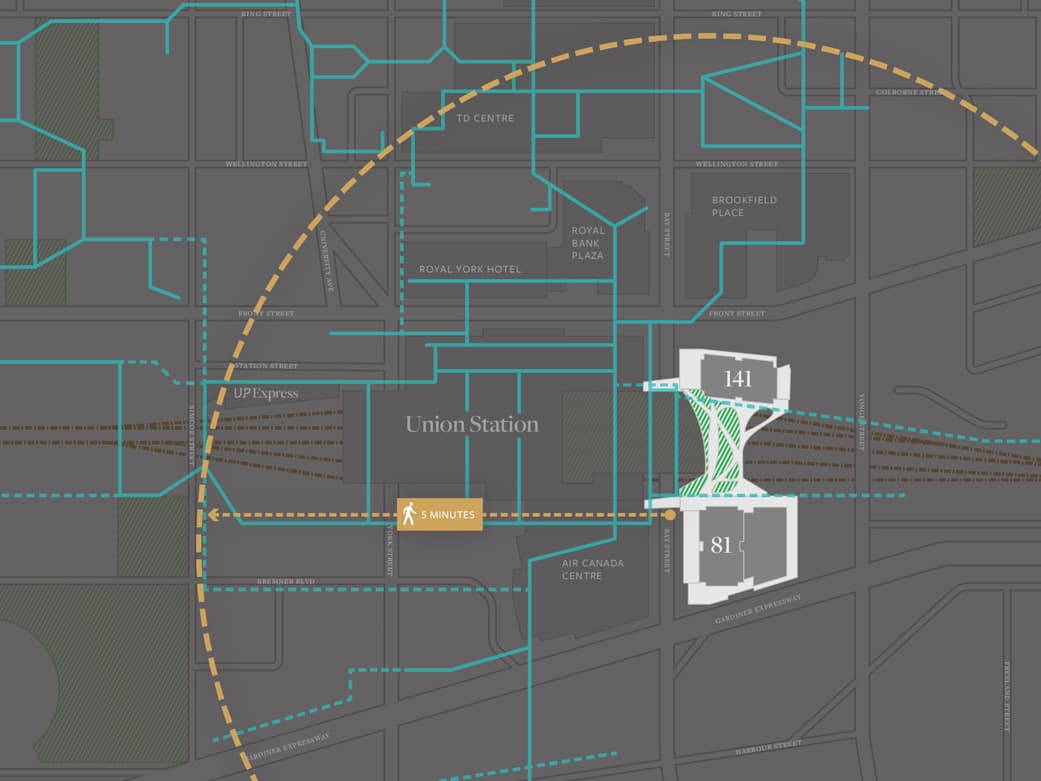 KING STREET
KING STREET
COLBORNE STREET
TD CENTRE
WELLINGTON STREET
WELLINGTON STREET
BROOKFIELD
PLACE
BAY STREET
ROYAL
BANK
PLAZA
UNIVERSITY AVE
ROYAL YORK HOTEL
FRONT STREET
FRONT STREET
STATION STREET
141
UP Express
SIMCOE STREET
Union Station
YONGE STREET
5 MINUTES
YORK STREET
BAY STREET
81
AIR CANADA
CENTRE
BREMNER BLVD
GARDINER EXPRESSWAY
FREELAND STREET
GARDINER EXPRESSWAY
HARBOUR STREET